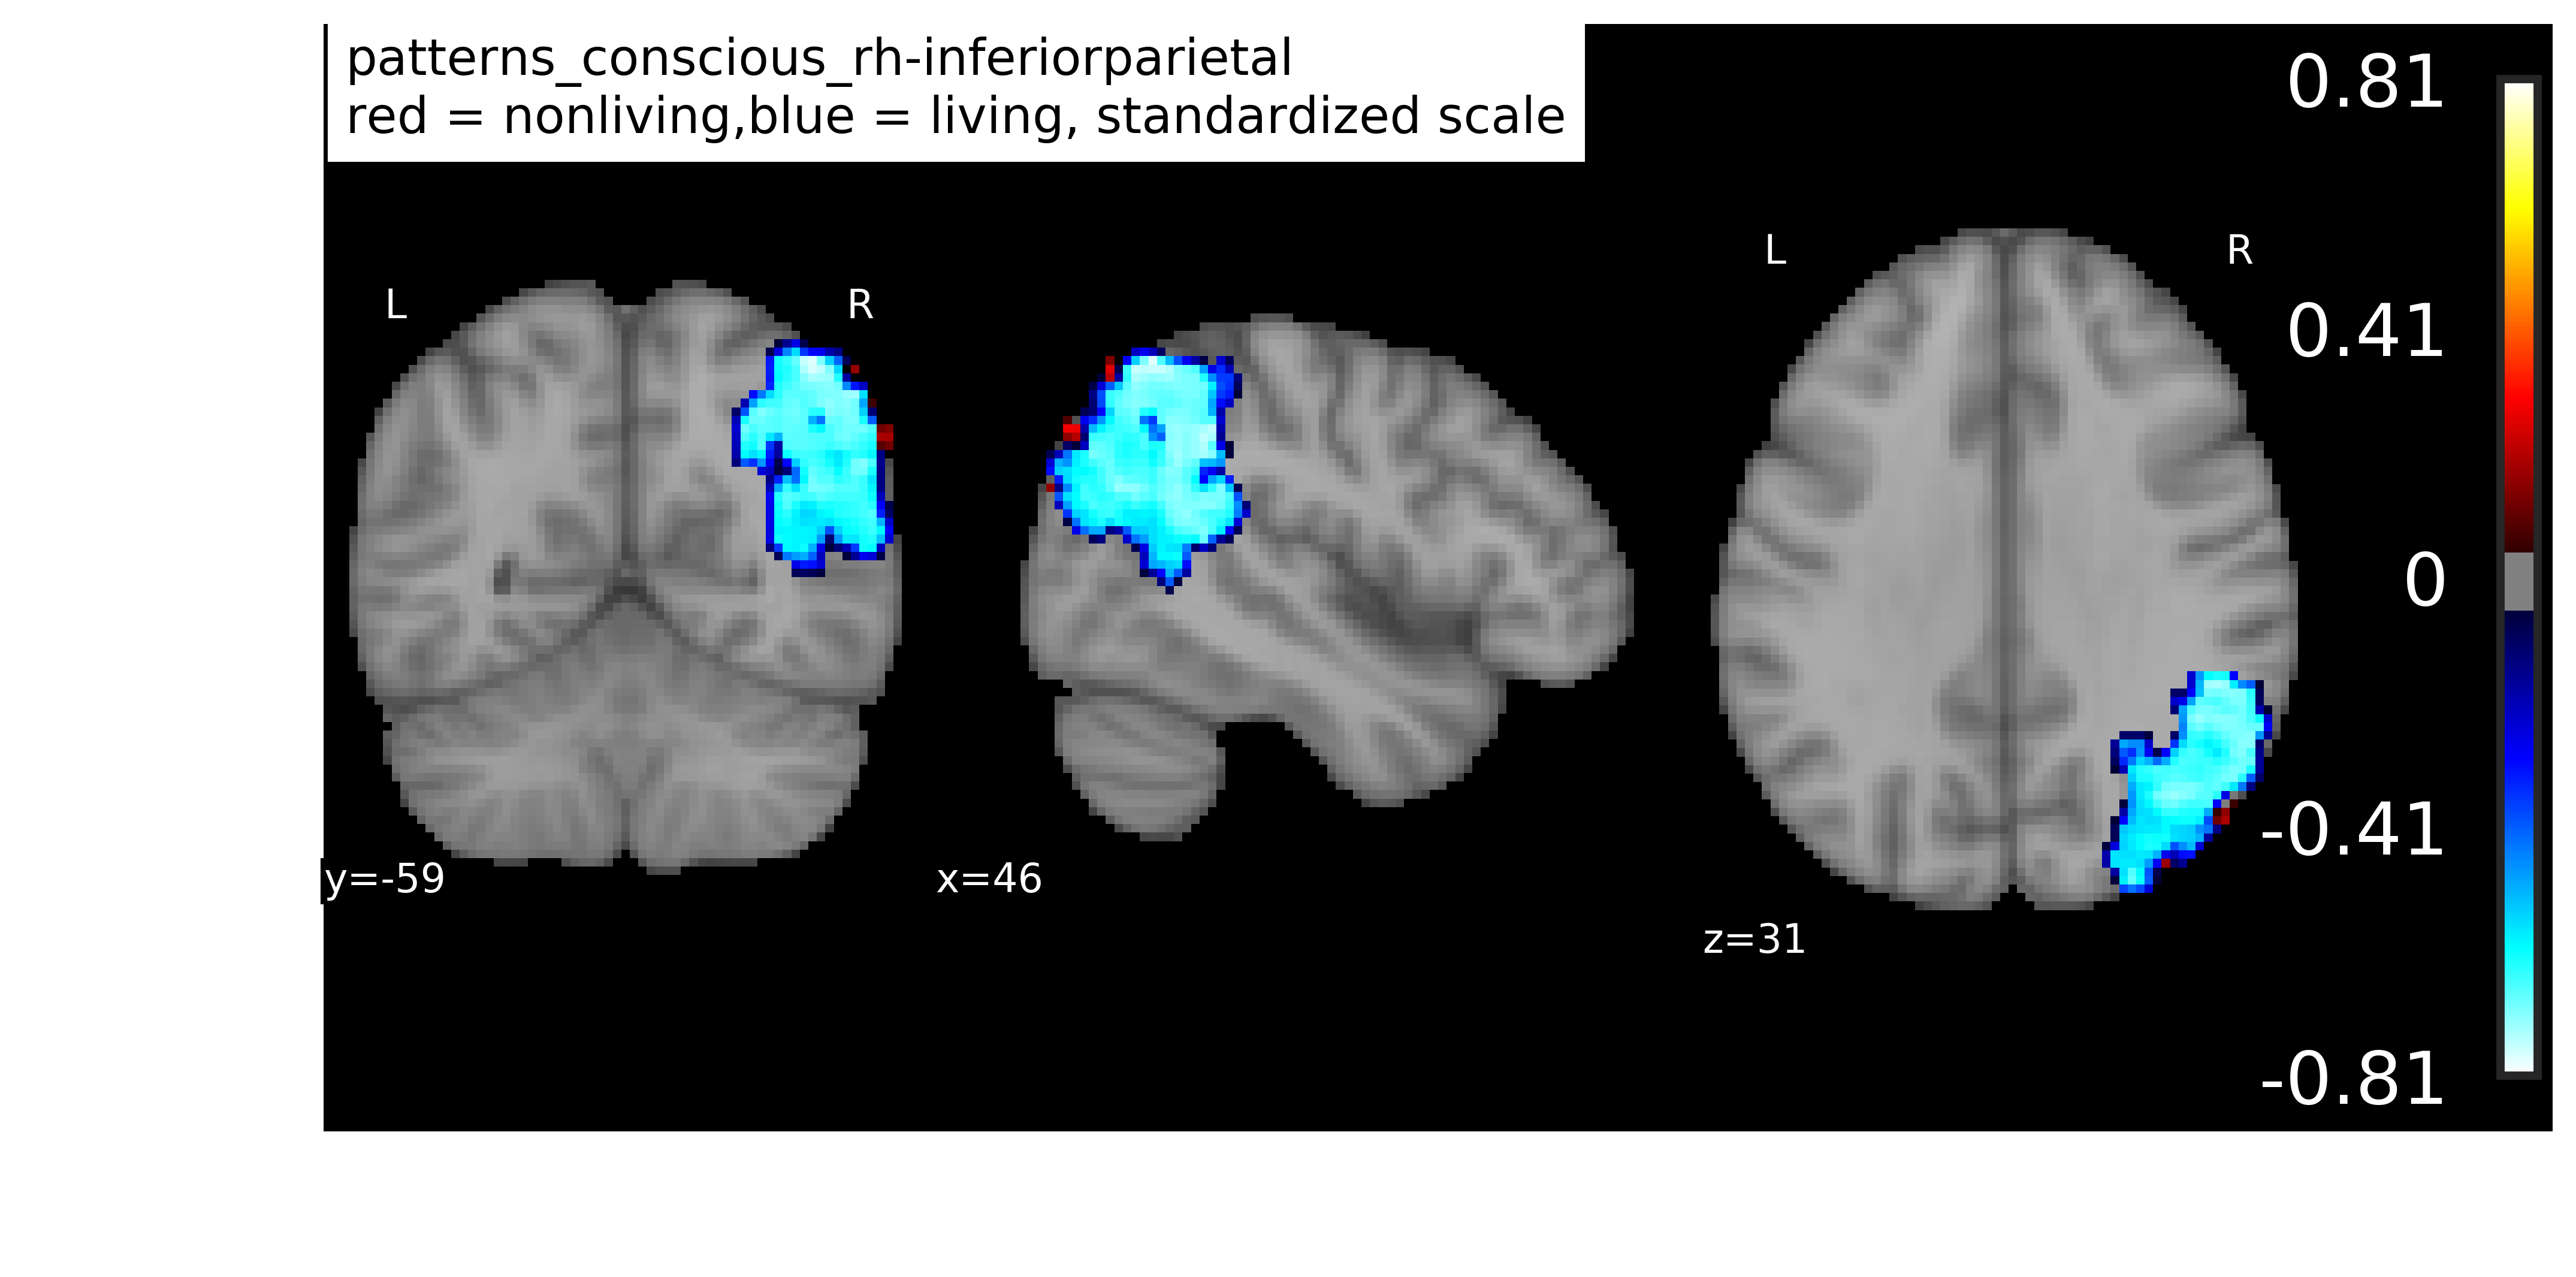 patterns_conscious_rh-inferiorparietal
red = nonliving,blue = living, standardized scale
L
R
y=-59
x=46
L
R
z=31
0.81
0.41
0
-0.41
-0.81